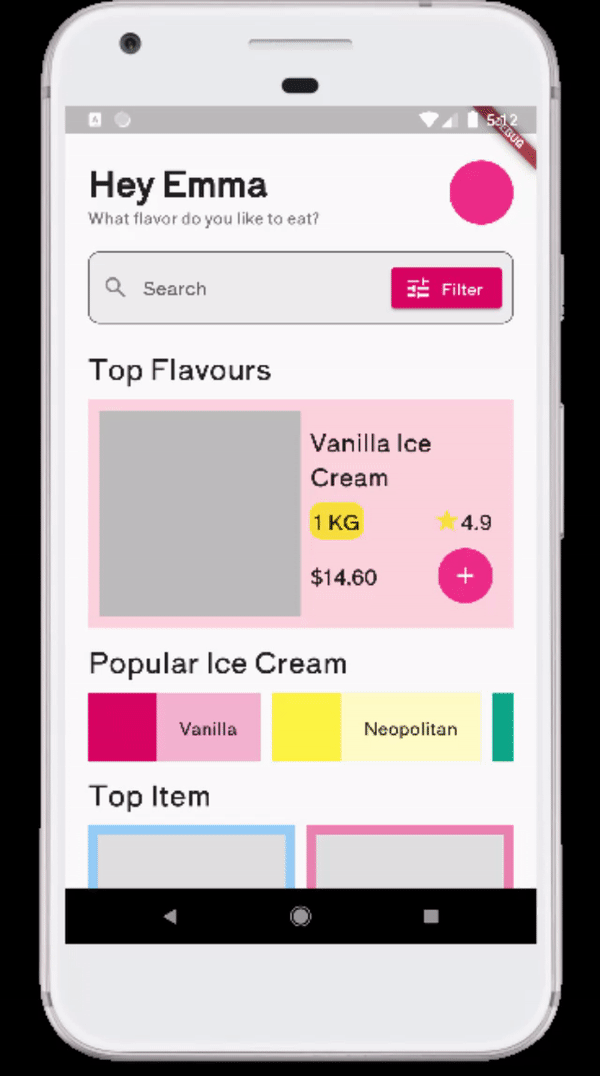 5:12
DEBUG
Hey Emma
What flavor do you like to eat?
Search
Filter
Top Flavours
Vanilla Ice
Cream
1 KG
4.9
$14.60
+
Popular Ice Cream
Vanilla
Neopolitan
Top Item